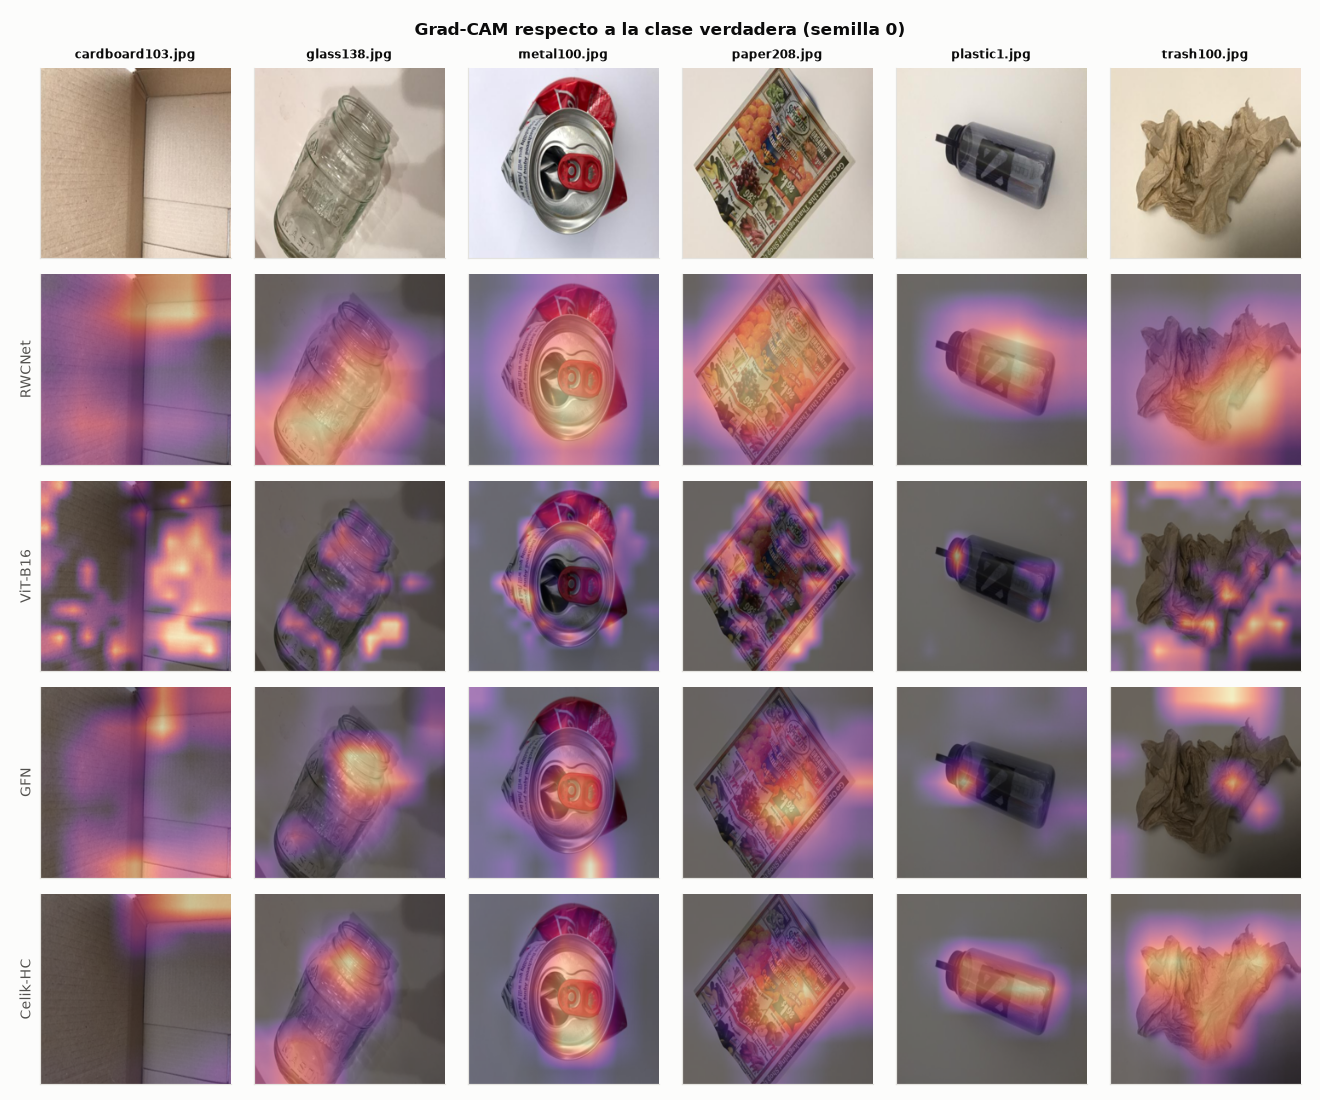 Grad-CAM respecto a la clase verdadera (semilla 0)
cardboard103.jpg glass138.jpg metal100.jpg paper208.jpg plastic1.jpg trash100.jpg
RWCNet
ViT-B16
GFN
Celik-HC